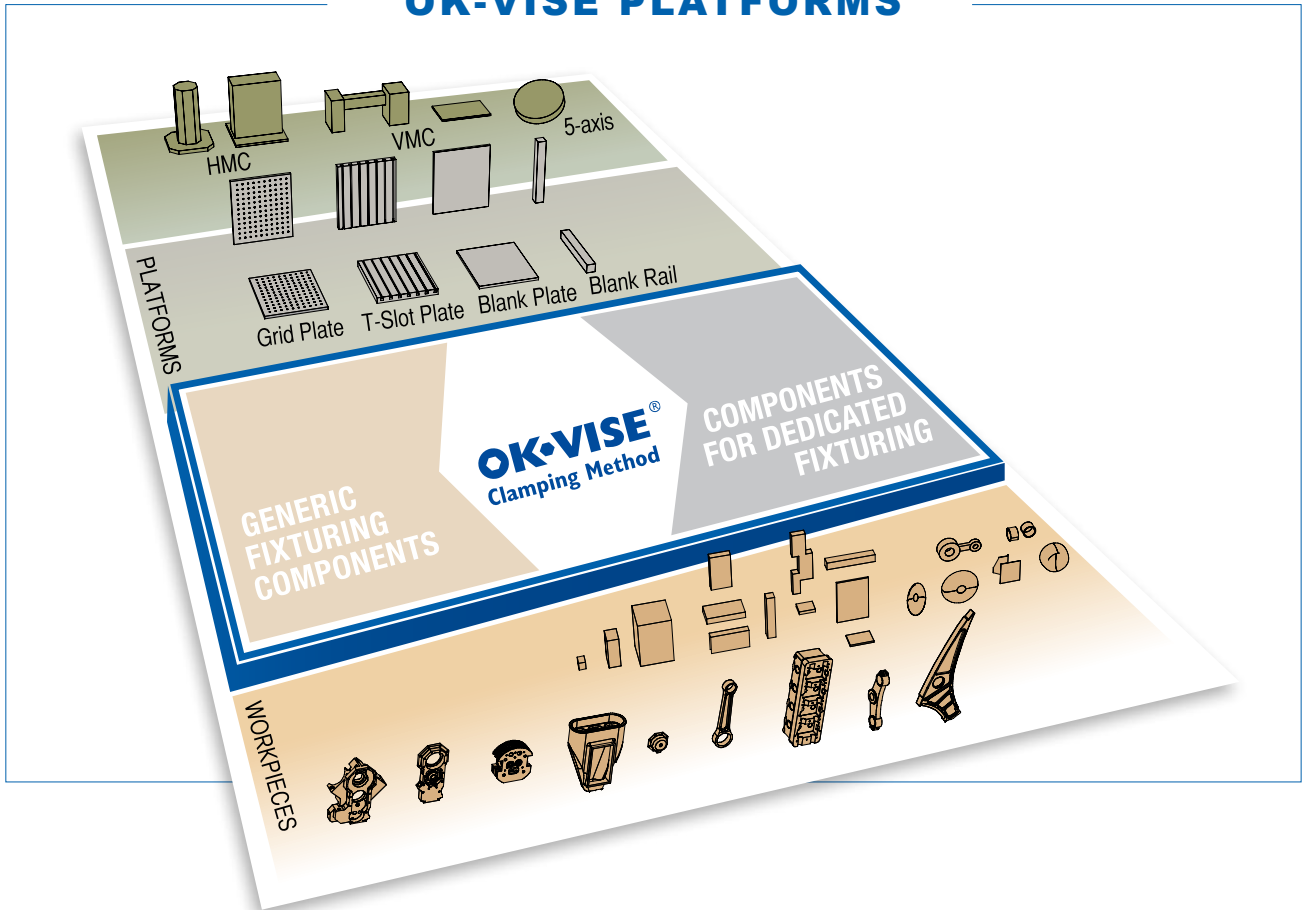 OK-VISE PLATFORMS
HMC
VMC
5-axis
PLATFORMS
Grid Plate
T-Slot Plate
Blank Plate
Blank Rail
GENERIC
FIXTURING
COMPONENTS
OK•VISE®
Clamping Method
COMPONENTS
FOR DEDICATED
FIXTURING
WORKPIECES